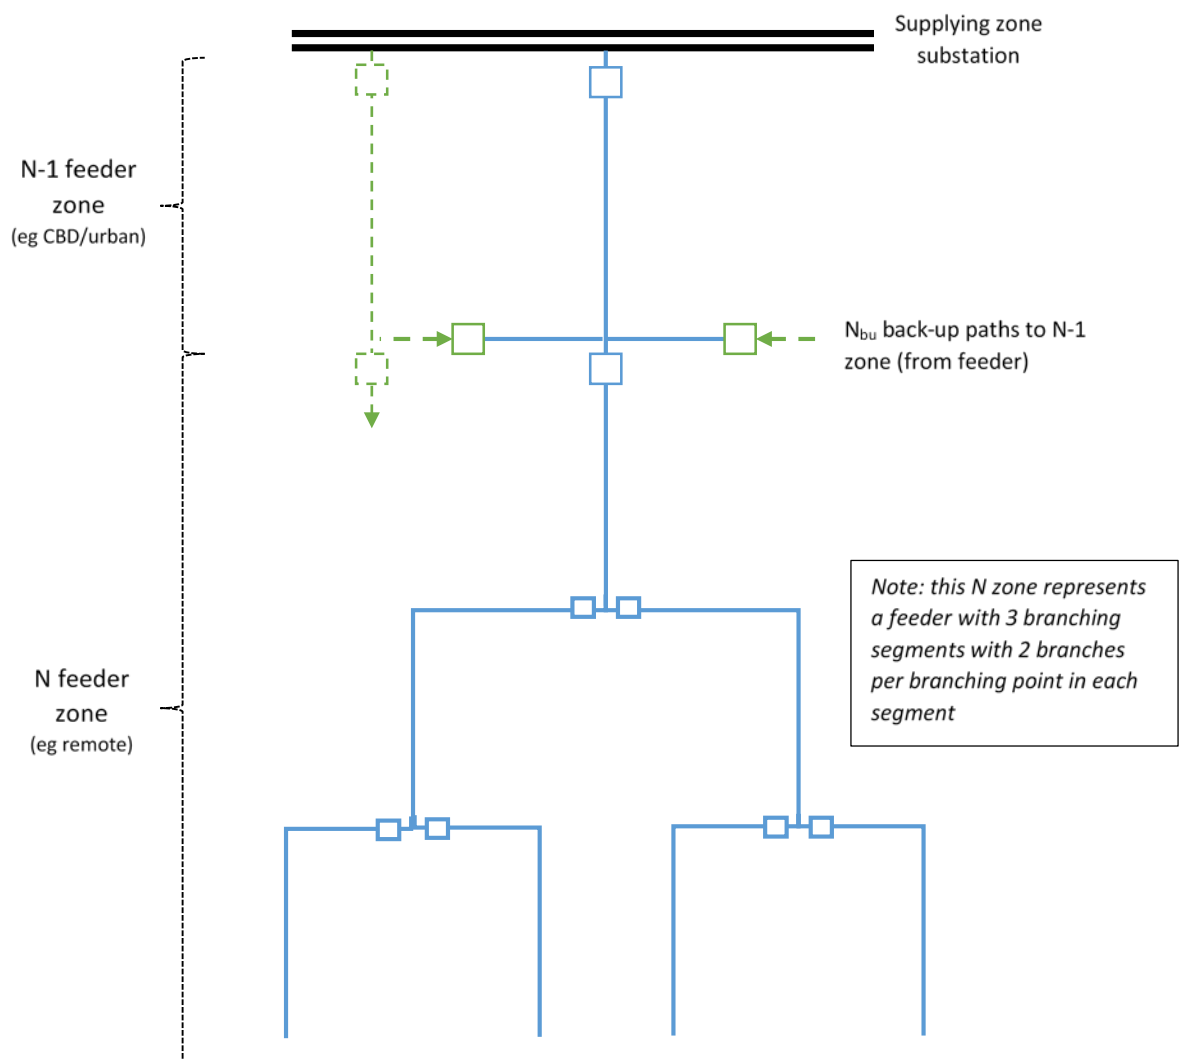 Supplying zone
substation
N-1 feeder
zone
(eg CBD/urban)
Nbu back-up paths to N-1
zone (from feeder)
Note: this N zone represents
a feeder with 3 branching
segments with 2 branches
per branching point in each
segment
N feeder
zone
(eg remote)